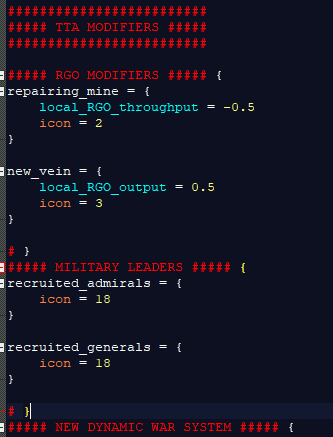 #########################
##### TTA MODIFIERS #####
#########################
##### RGO MODIFIERS ##### {
repairing_mine = {
local_RGO_throughput = -0.5
icon = 2
}
new_vein = {
local_RGO_output = 0.5
icon = 3
}
# }
##### MILITARY LEADERS ##### {
recruited_admirals = {
icon = 18
}
recruited_generals = {
icon = 18
}
# }
##### NEW DYNAMIC WAR SYSTEM ##### {